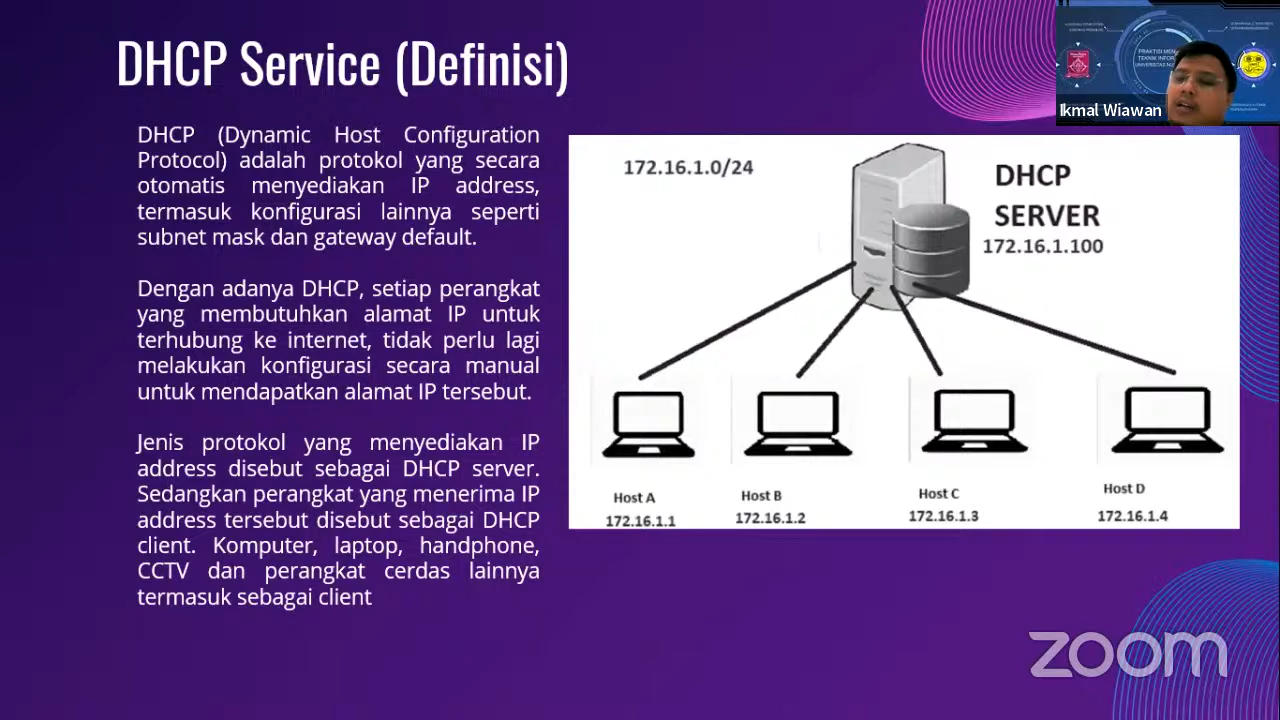 DHCP Service (Definisi)
DHCP (Dynamic Host Configuration
Protocol) adalah protokol yang secara
otomatis menyediakan IP address,
termasuk konfigurasi lainnya seperti
subnet mask dan gateway default.
Dengan adanya DHCP, setiap perangkat
yang membutuhkan alamat IP untuk
terhubung ke internet, tidak perlu lagi
melakukan konfigurasi secara manual
untuk mendapatkan alamat IP tersebut.
Jenis protokol yang menyediakan IP
address disebut sebagai DHCP server.
Sedangkan perangkat yang menerima IP
address tersebut disebut sebagai DHCP
client. Komputer, laptop, handphone,
CCTV dan perangkat cerdas lainnya
termasuk sebagai client
172.16.1.0/24
DHCP
SERVER
172.16.1.100
Host A
172.16.1.1
Host B
172.16.1.2
Host C
172.16.1.3
Host D
172.16.1.4
Ikmal Wiawan
zoom